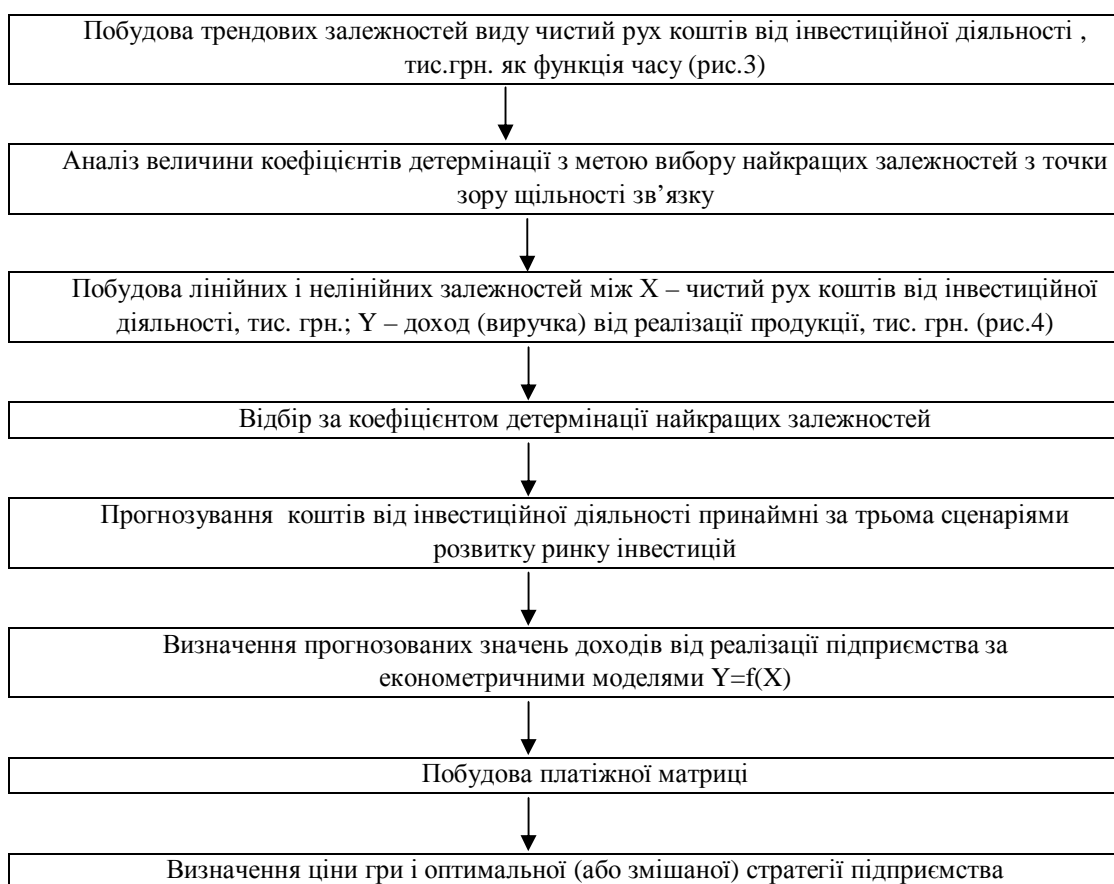 Побудова трендових залежностей виду чистий рух коштів від інвестиційної діяльності ,
тис.грн. як функція часу (рис.3)
Аналіз величини коефіцієнтів детермінації з метою вибору найкращих залежностей з точки
зору щільності зв’язку
Побудова лінійних і нелінійних залежностей між X – чистий рух коштів від інвестиційної
діяльності, тис. грн.; Y – доход (виручка) від реалізації продукції, тис. грн. (рис.4)
Відбір за коефіцієнтом детермінації найкращих залежностей
Прогнозування коштів від інвестиційної діяльності принаймні за трьома сценаріями
розвитку ринку інвестицій
Визначення прогнозованих значень доходів від реалізації підприємства за
економетричними моделями Y=f(X)
Побудова платіжної матриці
Визначення ціни гри і оптимальної (або змішаної) стратегії підприємства